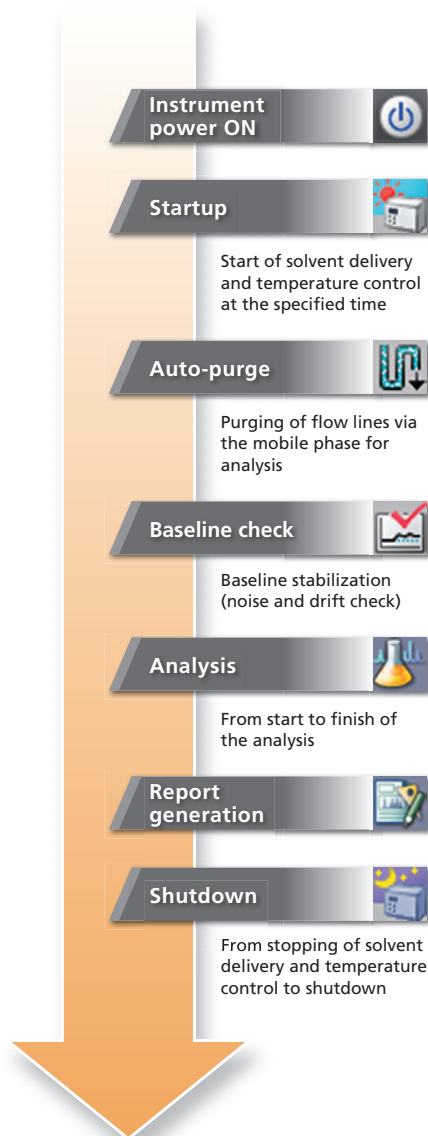 Instrument
power ON
Startup
Start of solvent delivery
and temperature control
at the specified time
Auto-purge
Purging of flow lines via
the mobile phase for
analysis
Baseline check
Baseline stabilization
(noise and drift check)
Analysis
From start to finish of
the analysis
Report
generation
Shutdown
From stopping of solvent
delivery and temperature
control to shutdown